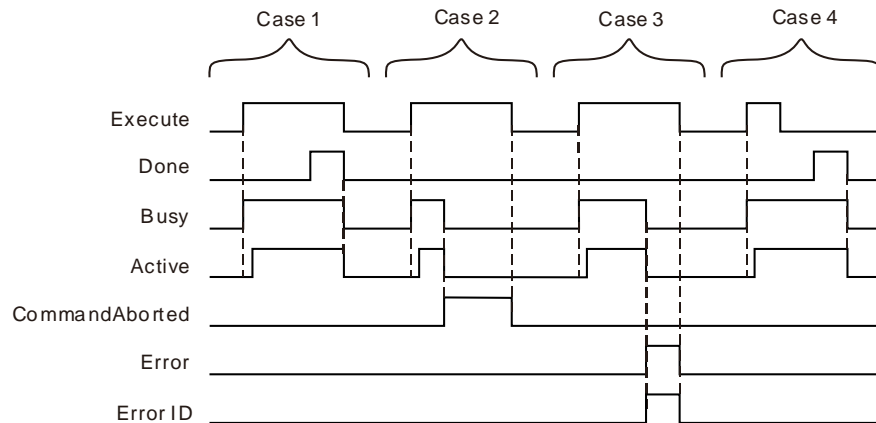 Case 1 Case 2 Case 3 Case 4
Execute
Done
Busy
Active
CommandAborted
Error
Error ID